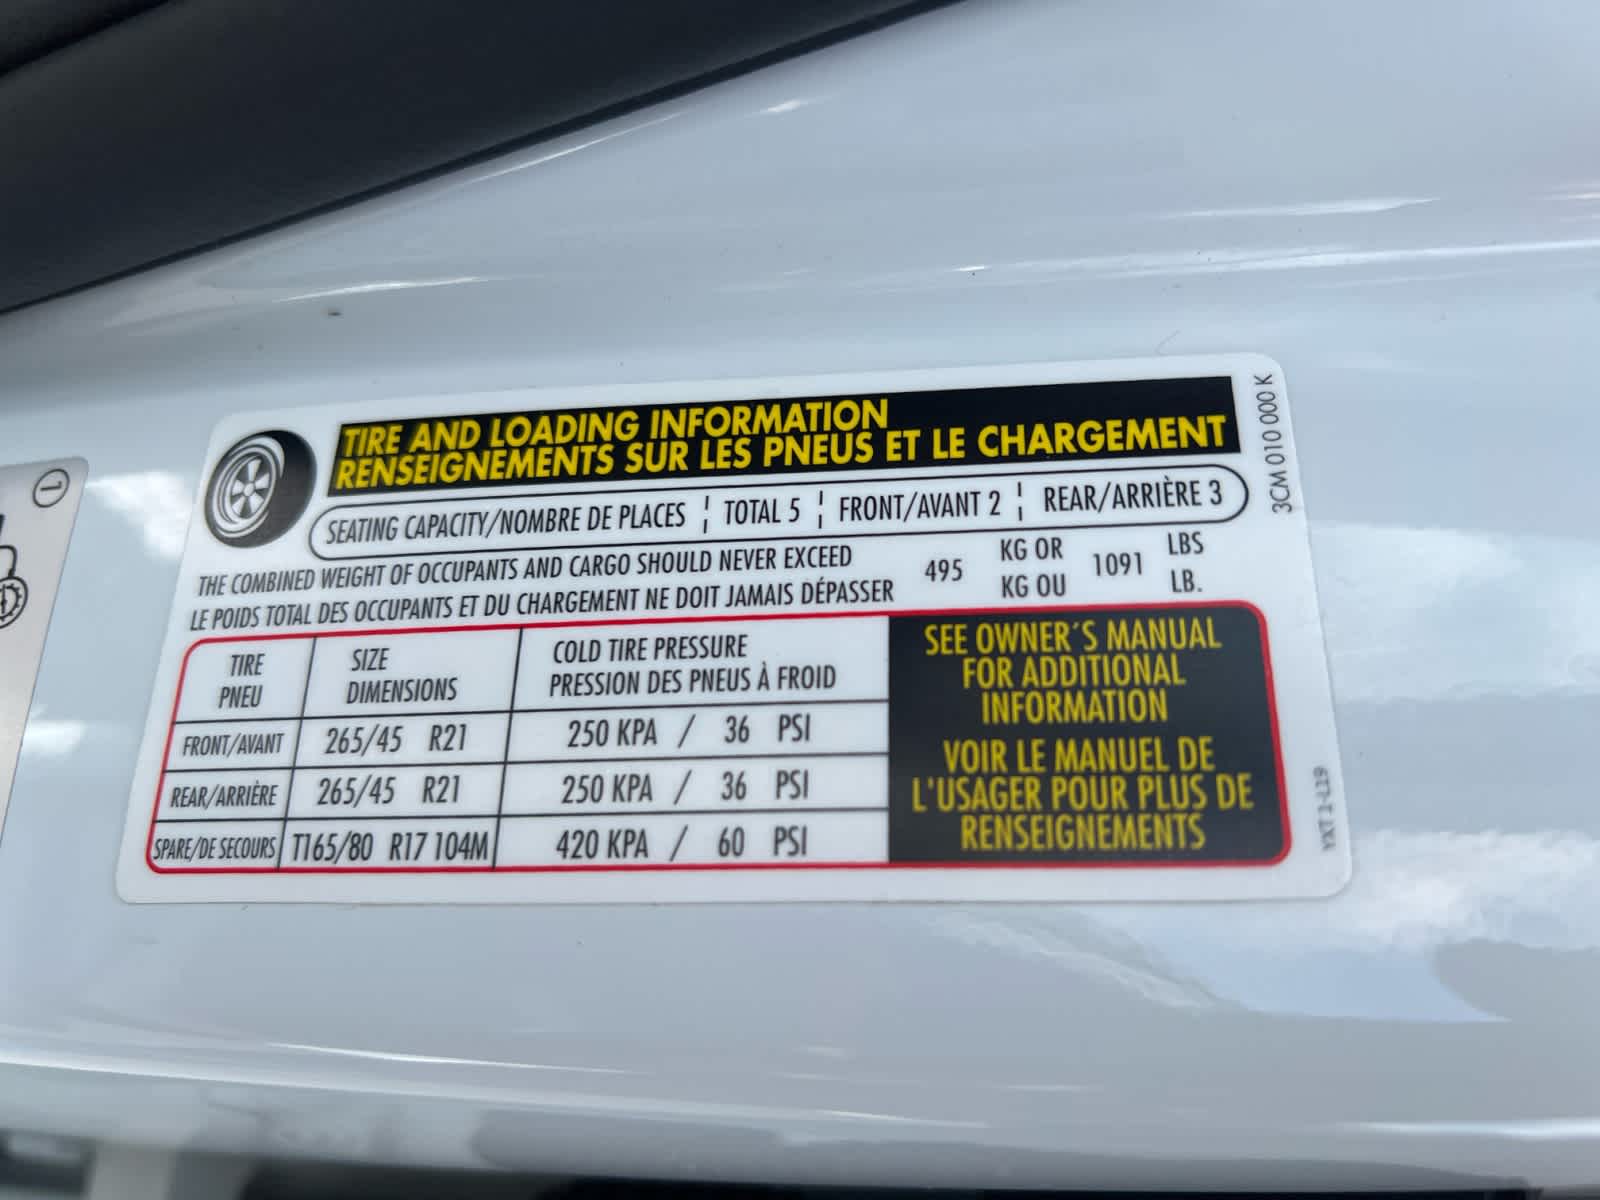 TIRE AND LOADING INFORMATION
RENSEIGNEMENTS SUR LES PNEUS ET LE CHARGEMENT
SEATING CAPACITY/NOMBRE DE PLACES ¦ TOTAL 5 ¦ FRONT/AVANT 2 ¦ REAR/ARRIÈRE 3
THE COMBINED WEIGHT OF OCCUPANTS AND CARGO SHOULD NEVER EXCEED
LE POIDS TOTAL DES OCCUPANTS ET DU CHARGEMENT NE DOIT JAMAIS DÉPASSER
495 KG OR 1091 LBS
KG OU LB.
TIRE
PNEU
SIZE
DIMENSIONS
COLD TIRE PRESSURE
PRESSION DES PNEUS À FROID
FRONT/AVANT 265/45 R21 250 KPA / 36 PSI
REAR/ARRIÈRE 265/45 R21 250 KPA / 36 PSI
SPARE/DE SECOURS T165/80 R17 104M 420 KPA / 60 PSI
SEE OWNER´S MANUAL
FOR ADDITIONAL
INFORMATION
VOIR LE MANUEL DE
L'USAGER POUR PLUS DE
RENSEIGNEMENTS
3CM 010 000 K
YXT 1-L19
1